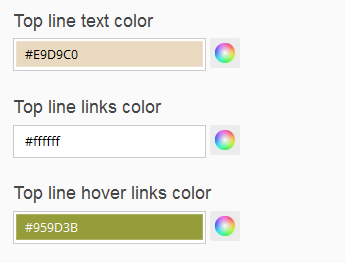 Top line text color
#E9D9C0
Top line links color
#ffffff
Top line hover links color
#959D3B